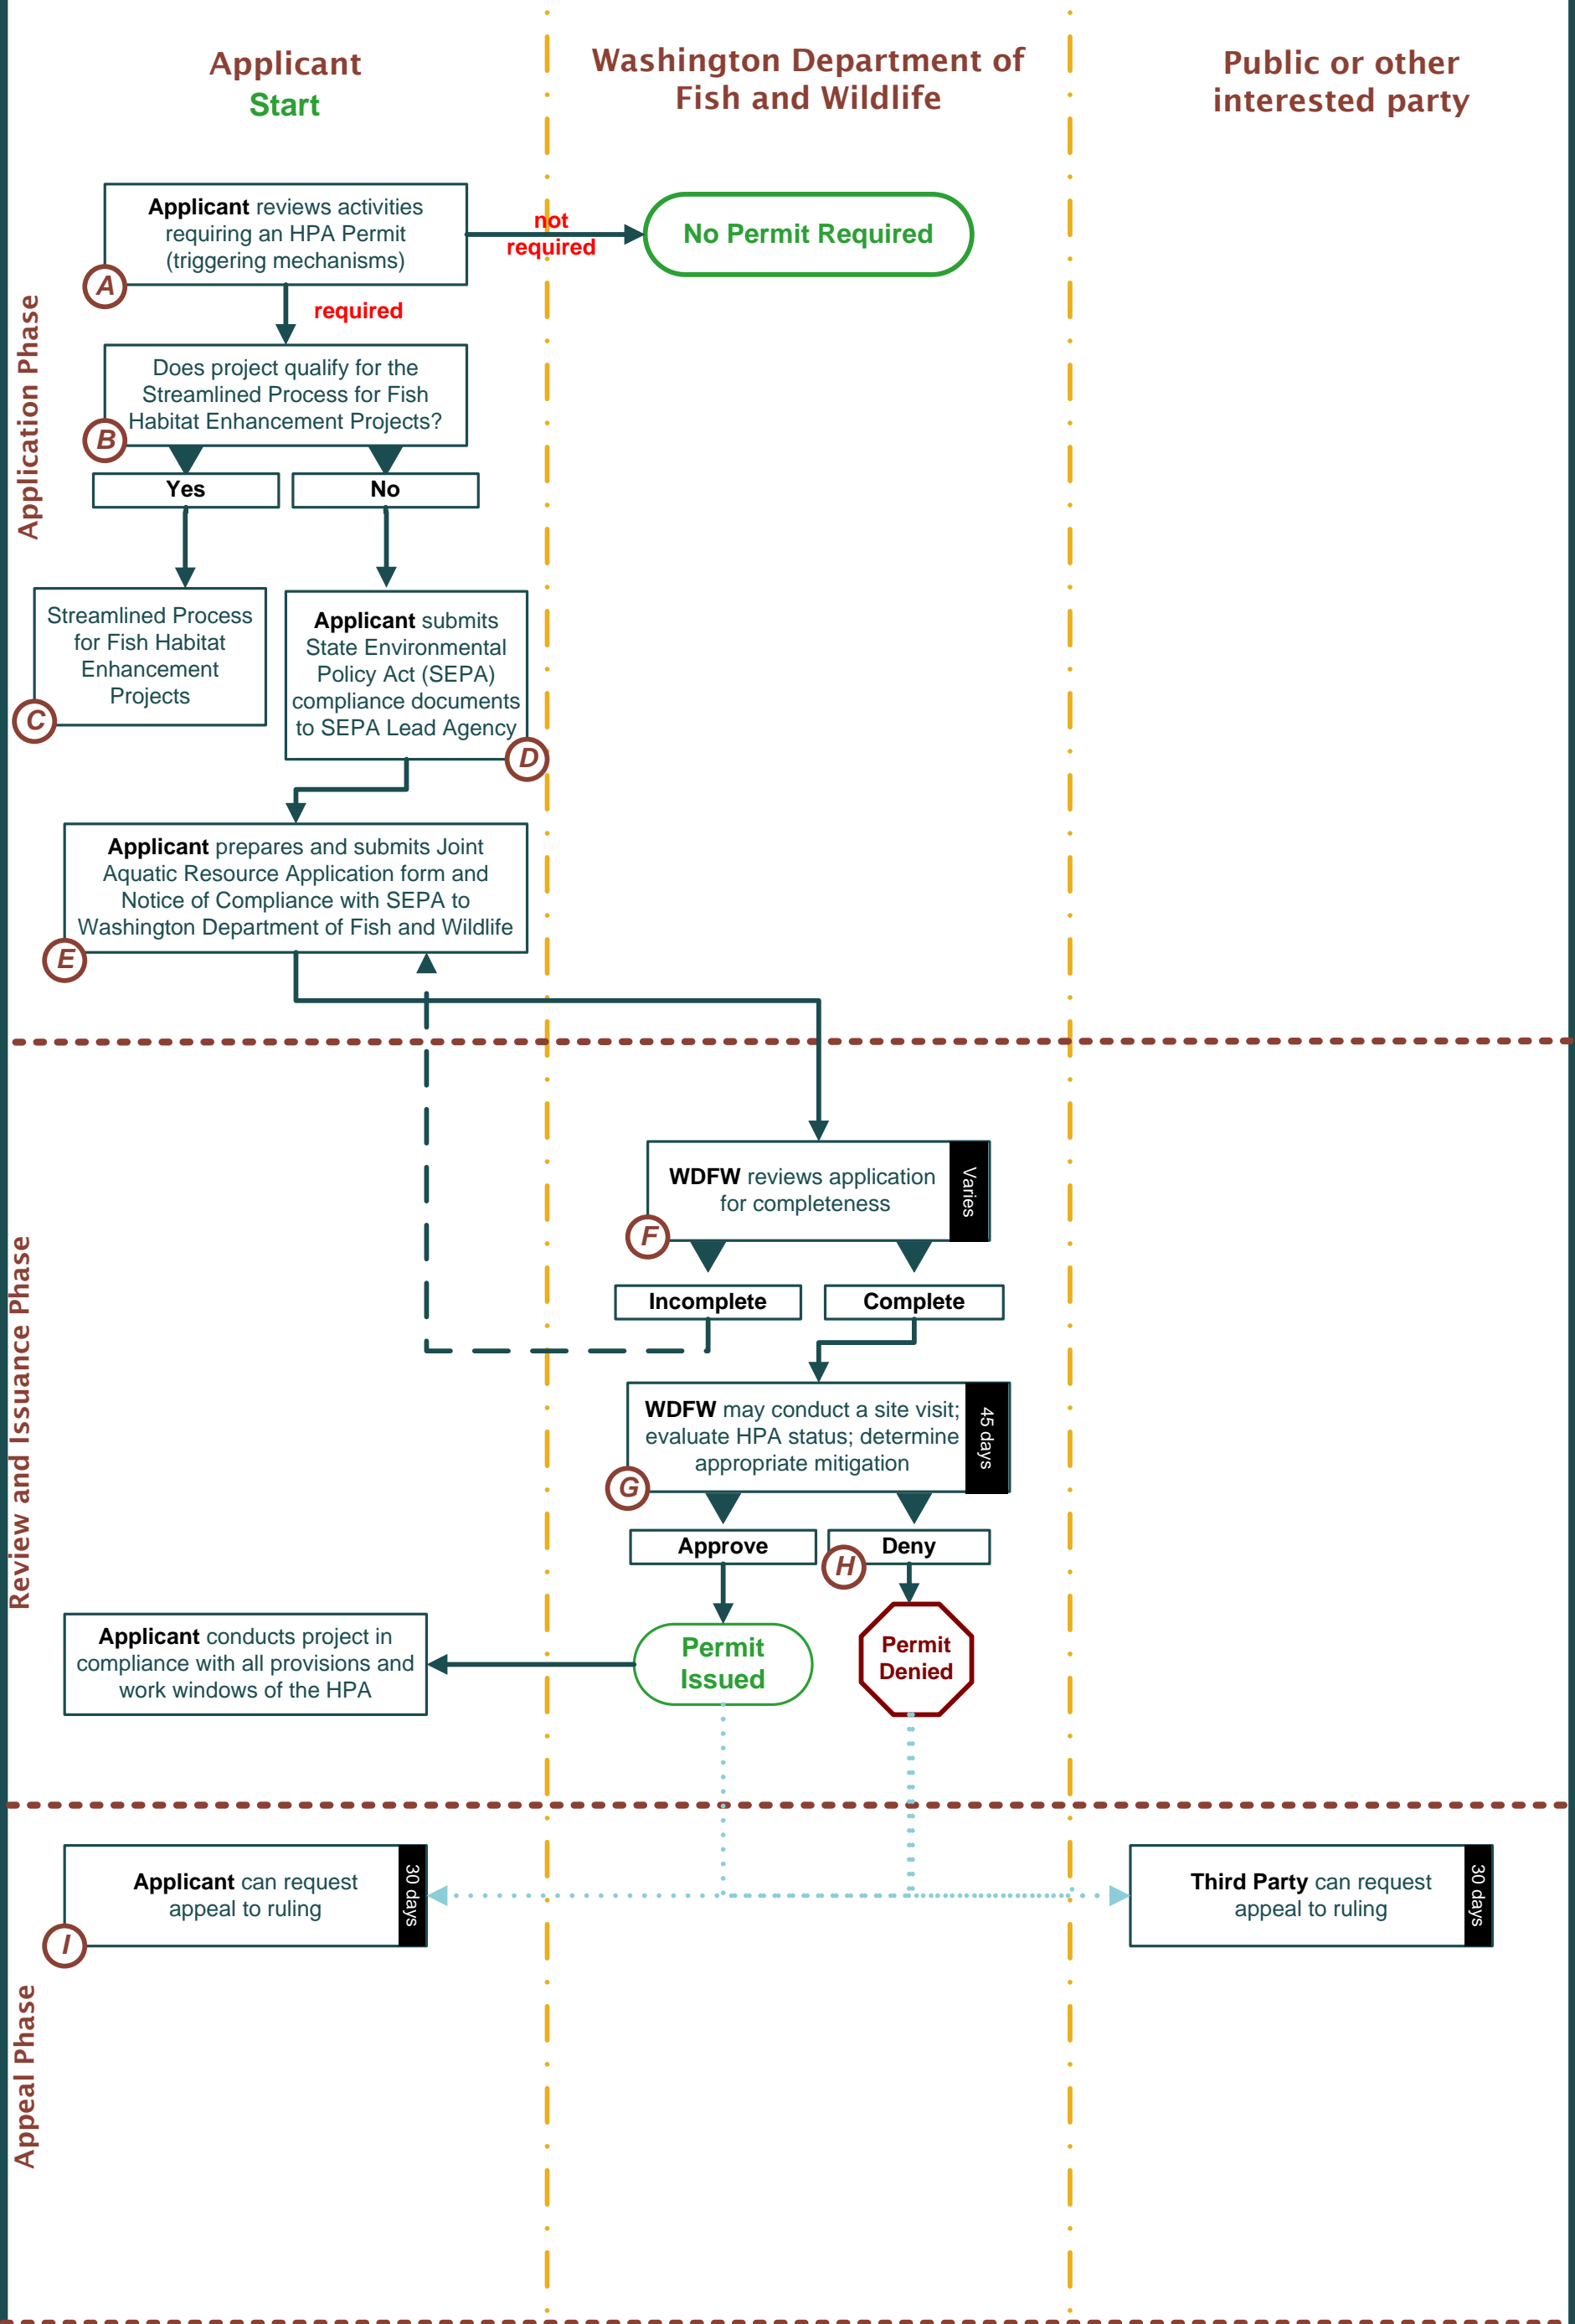 Applicant
Start
Washington Department of
Fish and Wildlife
Public or other
interested party
Application Phase
Applicant reviews activities
requiring an HPA Permit
(triggering mechanisms)
A
not
required
No Permit Required
required
Does project qualify for the
Streamlined Process for Fish
Habitat Enhancement Projects?
B
Yes
No
Streamlined Process
for Fish Habitat
Enhancement
Projects
C
Applicant submits
State Environmental
Policy Act (SEPA)
compliance documents
to SEPA Lead Agency
D
Applicant prepares and submits Joint
Aquatic Resource Application form and
Notice of Compliance with SEPA to
Washington Department of Fish and Wildlife
E
Review and Issuance Phase
WDFW reviews application
for completeness
Varies
F
Incomplete
Complete
WDFW may conduct a site visit;
evaluate HPA status; determine
appropriate mitigation
45 days
G
Approve
Deny
H
Permit
Issued
Permit
Denied
Applicant conducts project in
compliance with all provisions and
work windows of the HPA
Appeal Phase
Applicant can request
appeal to ruling
30 days
I
Third Party can request
appeal to ruling
30 days